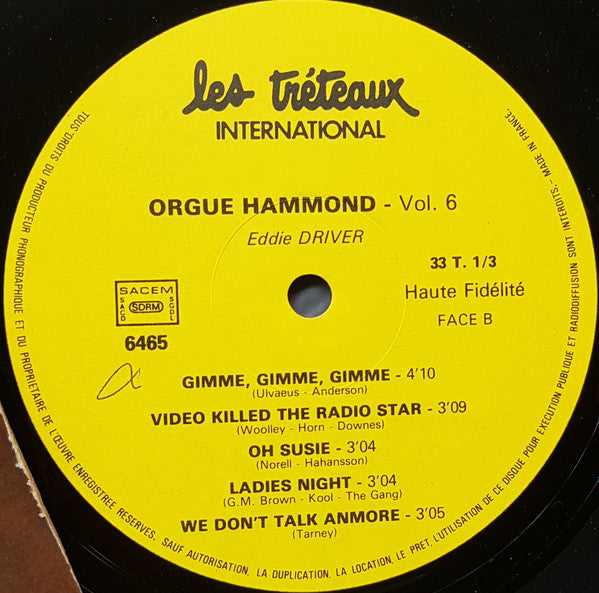 les tréteaux
INTERNATIONAL
ORGUE HAMMOND - Vol. 6
Eddie DRIVER
33 T. 1/3
Haute Fidélité
FACE B
SACEM
SACD
SDRM
SGDL
6465
GIMME, GIMME, GIMME - 4'10
(Ulvaeus - Anderson)
VIDEO KILLED THE RADIO STAR - 3'09
(Woolley - Horn - Downes)
OH SUSIE - 3'04
(Norell - Hahansson)
LADIES NIGHT - 3'04
(G.M. Brown - Kool - The Gang)
WE DON'T TALK ANMORE - 3'05
(Tarney)
TOUS DROITS DU PRODUCTEUR PHONOGRAPHIQUE ET DU PROPRIETAIRE DE L'ŒUVRE ENREGISTREE RESERVES. SAUF AUTORISATION, LA DUPLICATION, LA LOCATION, LE PRET, L'UTILISATION DE CE DISQUE POUR EXECUTION PUBLIQUE ET RADIODIFFUSION SONT INTERDITS. - MADE IN FRANCE.